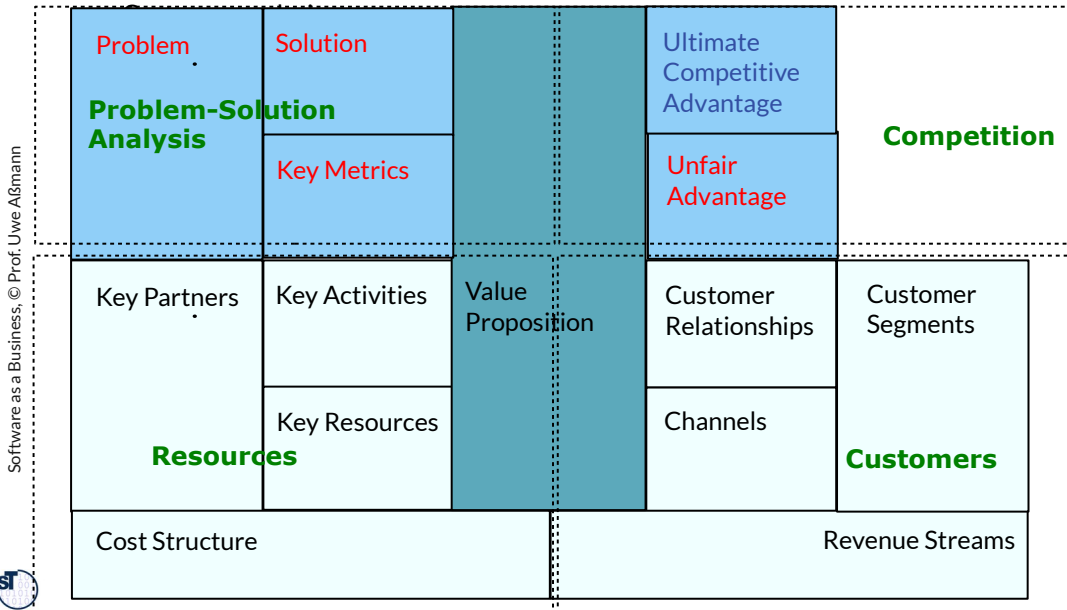 Problem
.
Problem-Solution
Analysis
Solution
Key Metrics
Ultimate
Competitive
Advantage
Unfair
Advantage
Competition
Key Partners
.
Key Activities
Key Resources
Resources
Value
Proposition
Customer
Relationships
Channels
Customer
Segments
Customers
Cost Structure
Revenue Streams
Software as a Business, © Prof. Uwe Aßmann